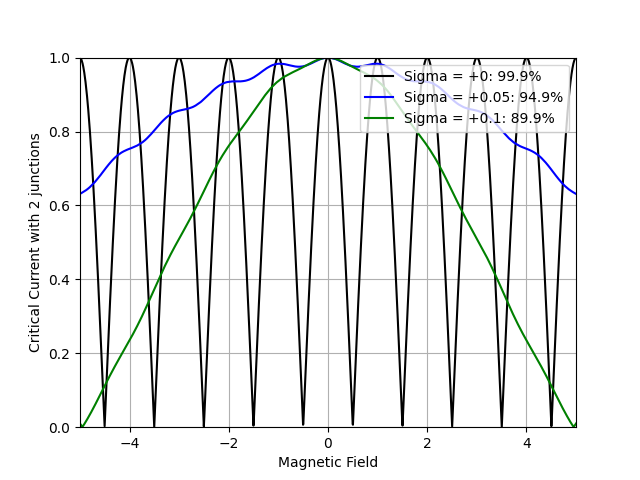 1.0
0.8
0.6
0.4
0.2
0.0
Critical Current with 2 junctions
Sigma = +0: 99.9%
Sigma = +0.05: 94.9%
Sigma = +0.1: 89.9%
−4 −2 0 2 4
Magnetic Field